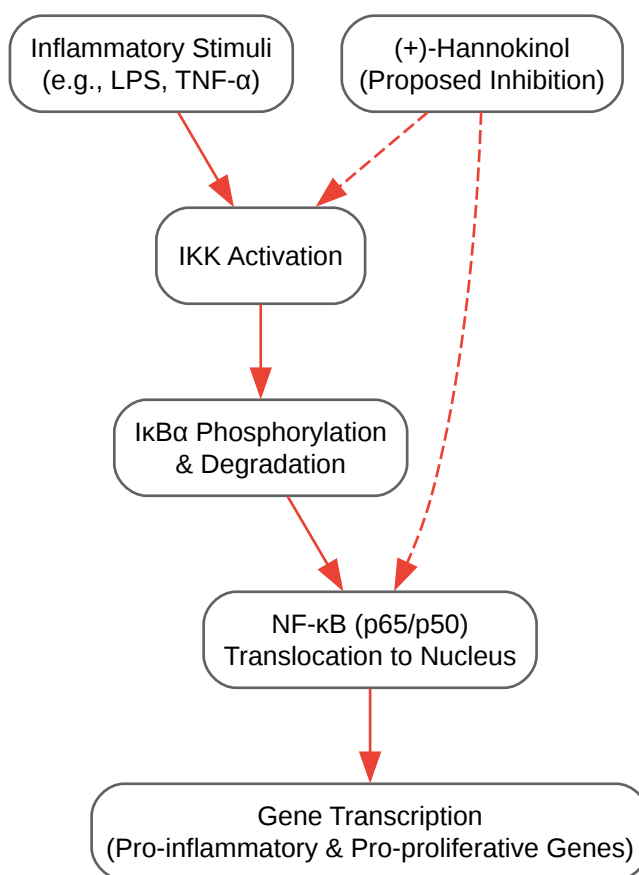 Inflammatory Stimuli
(e.g., LPS, TNF-α)
(+)-Hannokinol
(Proposed Inhibition)
IKK Activation
IκBα Phosphorylation
& Degradation
NF-κB (p65/p50)
Translocation to Nucleus
Gene Transcription
(Pro-inflammatory & Pro-proliferative Genes)